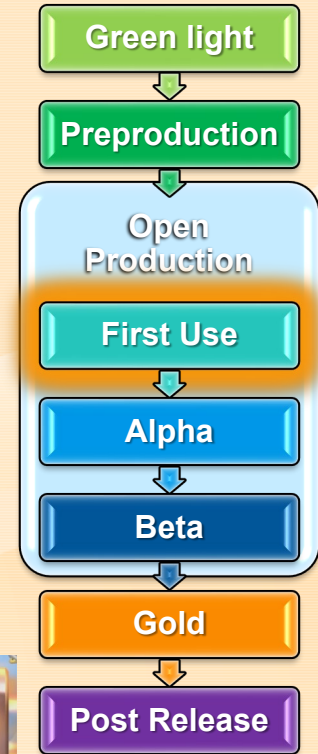 Green light
Preproduction
Open
Production
First Use
Alpha
Beta
Gold
Post Release